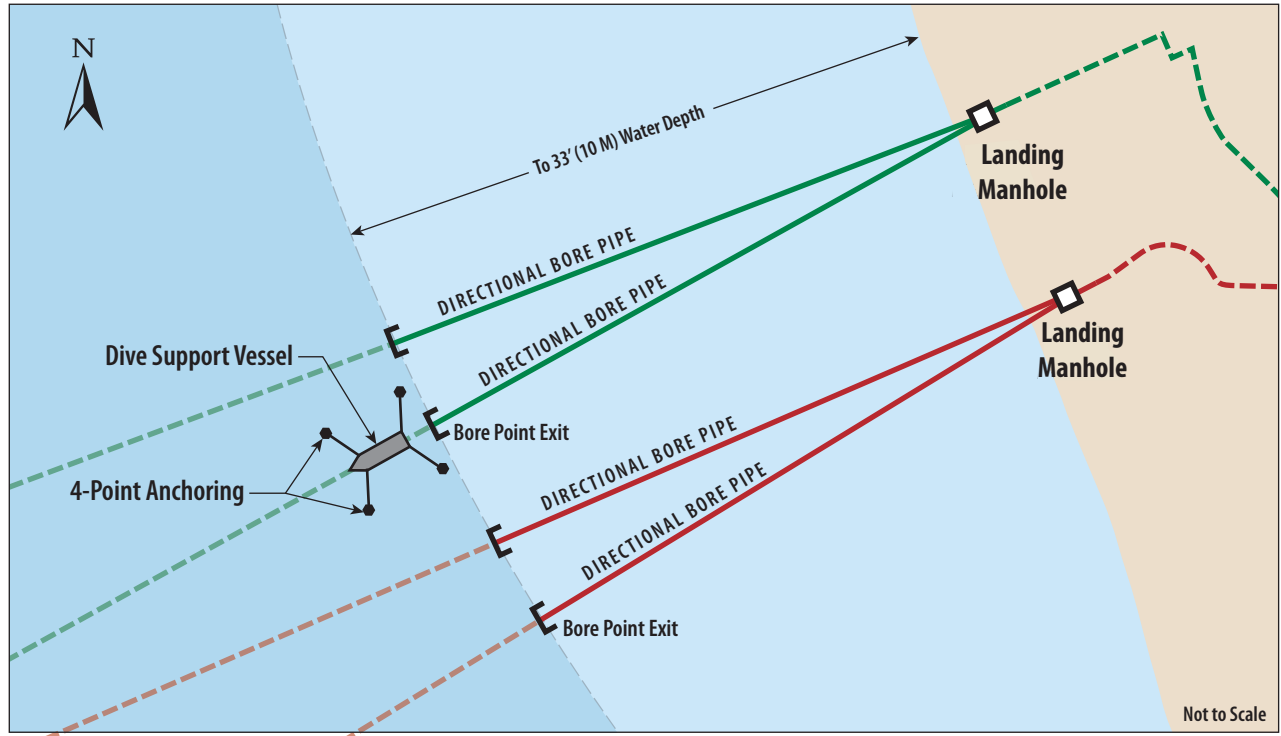 N
To 33' (10 M) Water Depth
Landing
Manhole
DIRECTIONAL BORE PIPE
DIRECTIONAL BORE PIPE
Landing
Manhole
Dive Support Vessel
Bore Point Exit
DIRECTIONAL BORE PIPE
4-Point Anchoring
DIRECTIONAL BORE PIPE
Bore Point Exit
Not to Scale